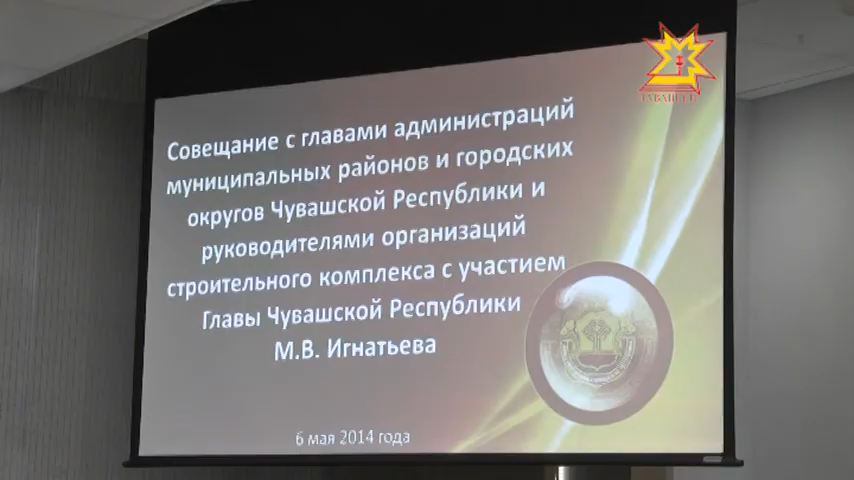 Совещание с главами администраций
муниципальных районов и городских
округов Чувашской Республики и
руководителями организаций
строительного комплекса с участием
Главы Чувашской Республики
М.В. Игнатьева
6 мая 2014 года